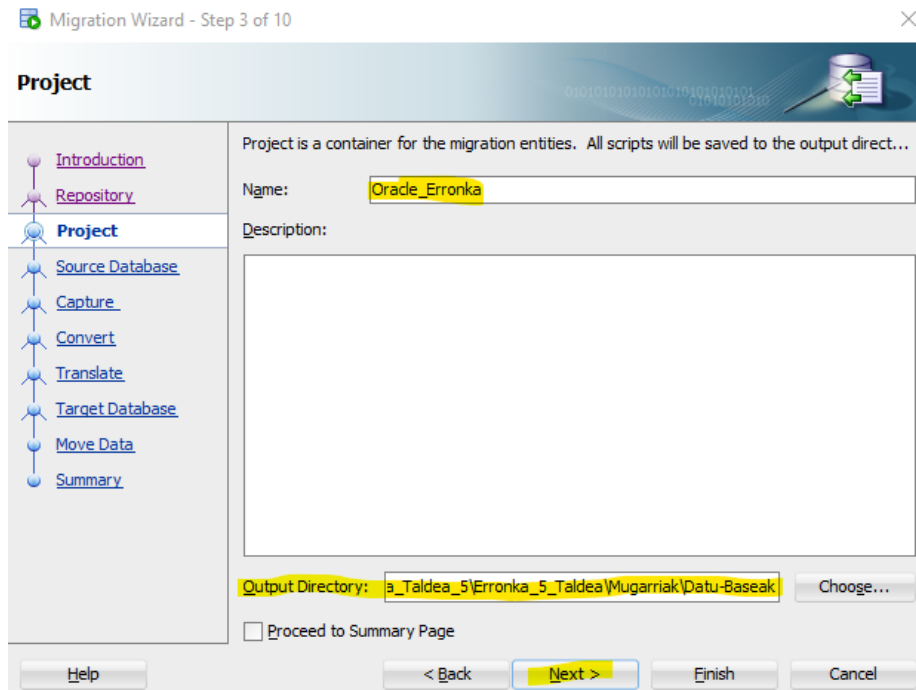 Migration Wizard - Step 3 of 10
Project
Introduction
Repository
Project
Source Database
Capture
Convert
Translate
Target Database
Move Data
Summary
Project is a container for the migration entities. All scripts will be saved to the output direct...
Name: Oracle_Erronka
Description:
Output Directory: a_Taldea_5\Erronka_5_Taldea\Mugarriak\Datu-Baseak Choose...
Proceed to Summary Page
Help < Back Next > Finish Cancel